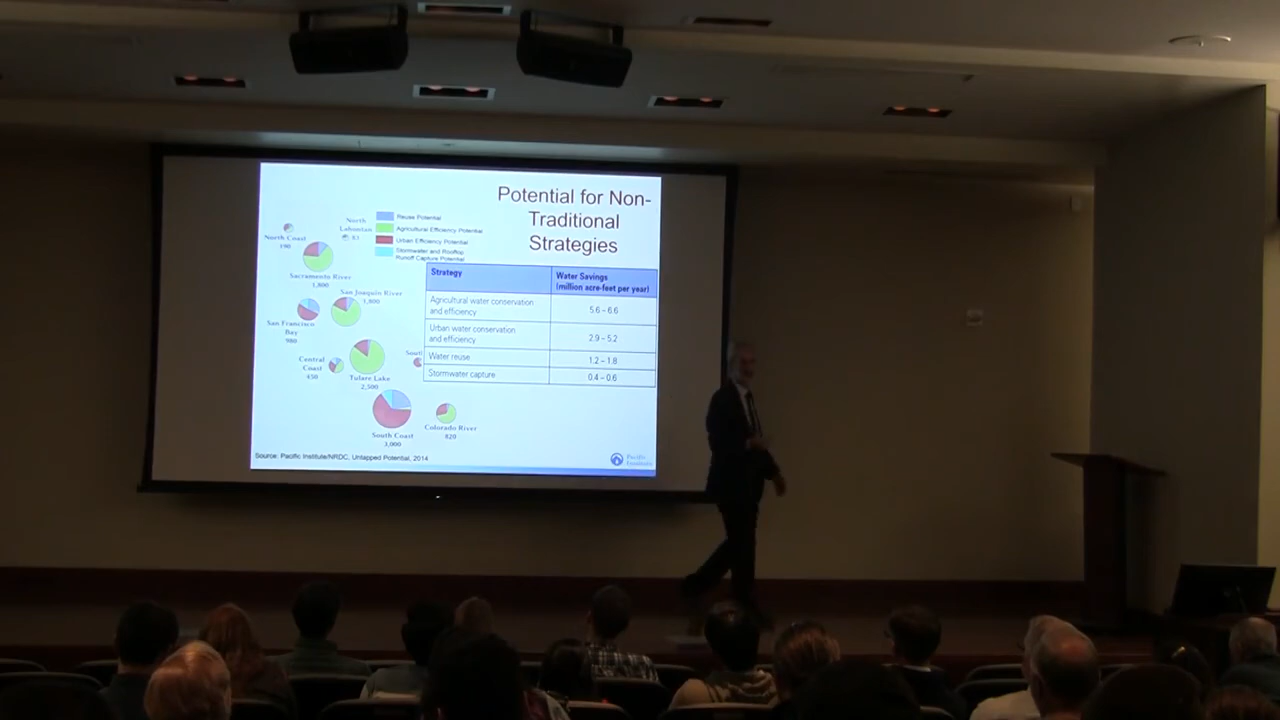 Potential for Non-
Traditional
Strategies
Reuse Potential
Agricultural Efficiency Potential
Urban Efficiency Potential
Stormwater and Rooftop
Runoff Capture Potential
North Coast
190
North
Lahontan
83
Sacramento River
1,800
San Joaquin River
1,800
San Francisco
Bay
980
Central
Coast
450
Tulare Lake
2,500
Sout
South Coast
3,000
Colorado River
820
Strategy
Water Savings
(million acre-feet per year)
Agricultural water conservation
and efficiency
5.6 – 6.6
Urban water conservation
and efficiency
2.9 – 5.2
Water reuse
1.2 – 1.8
Stormwater capture
0.4 – 0.6
Source: Pacific Institute/NRDC, Untapped Potential, 2014
Pacific
Institute